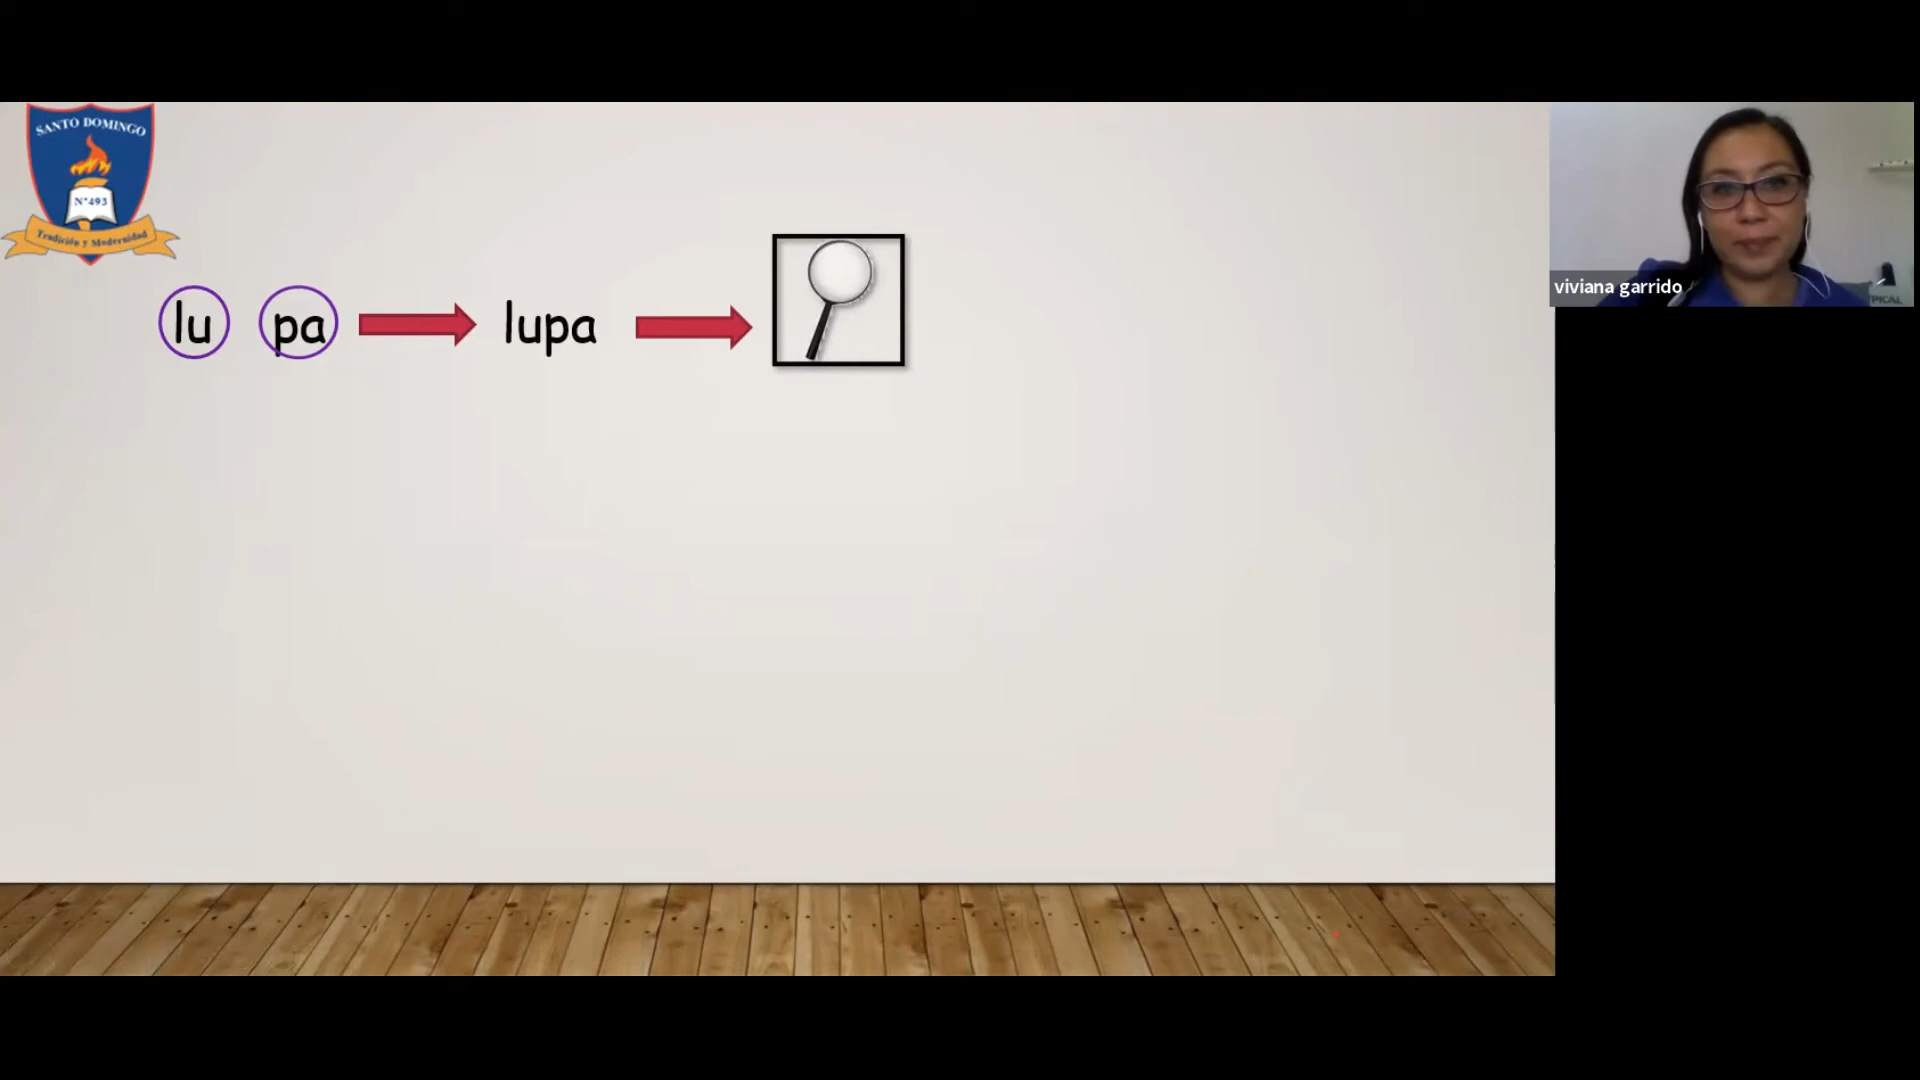 SANTO DOMINGO
N°493
Tradición y Modernidad
lu pa lupa
viviana garrido